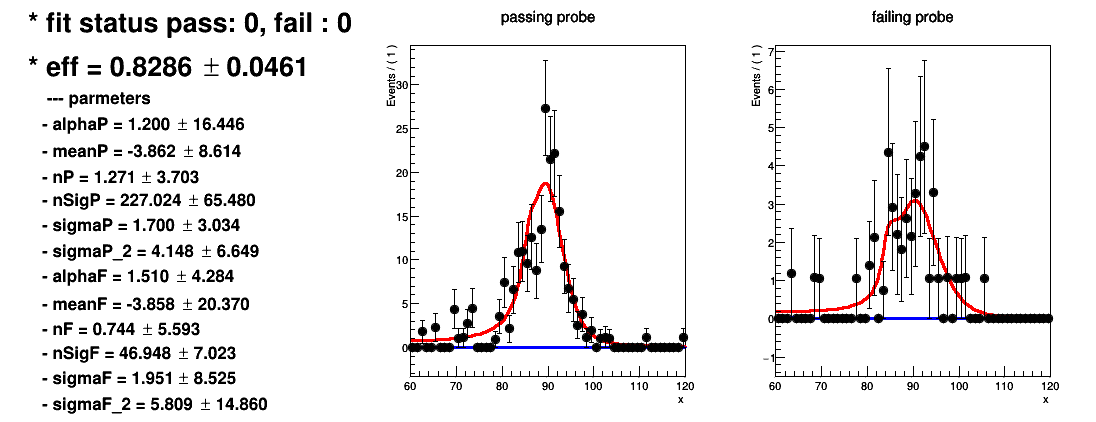 * fit status pass: 0, fail : 0
* eff = 0.8286 ± 0.0461
--- parmeters
- alphaP = 1.200 ± 16.446
- meanP = -3.862 ± 8.614
- nP = 1.271 ± 3.703
- nSigP = 227.024 ± 65.480
- sigmaP = 1.700 ± 3.034
- sigmaP_2 = 4.148 ± 6.649
- alphaF = 1.510 ± 4.284
- meanF = -3.858 ± 20.370
- nF = 0.744 ± 5.593
- nSigF = 46.948 ± 7.023
- sigmaF = 1.951 ± 8.525
- sigmaF_2 = 5.809 ± 14.860
passing probe
Events / ( 1 )
30
25
20
15
10
5
0
60 70 80 90 100 110 120
x
failing probe
Events / ( 1 )
7
6
5
4
3
2
1
0
−1
60 70 80 90 100 110 120
x